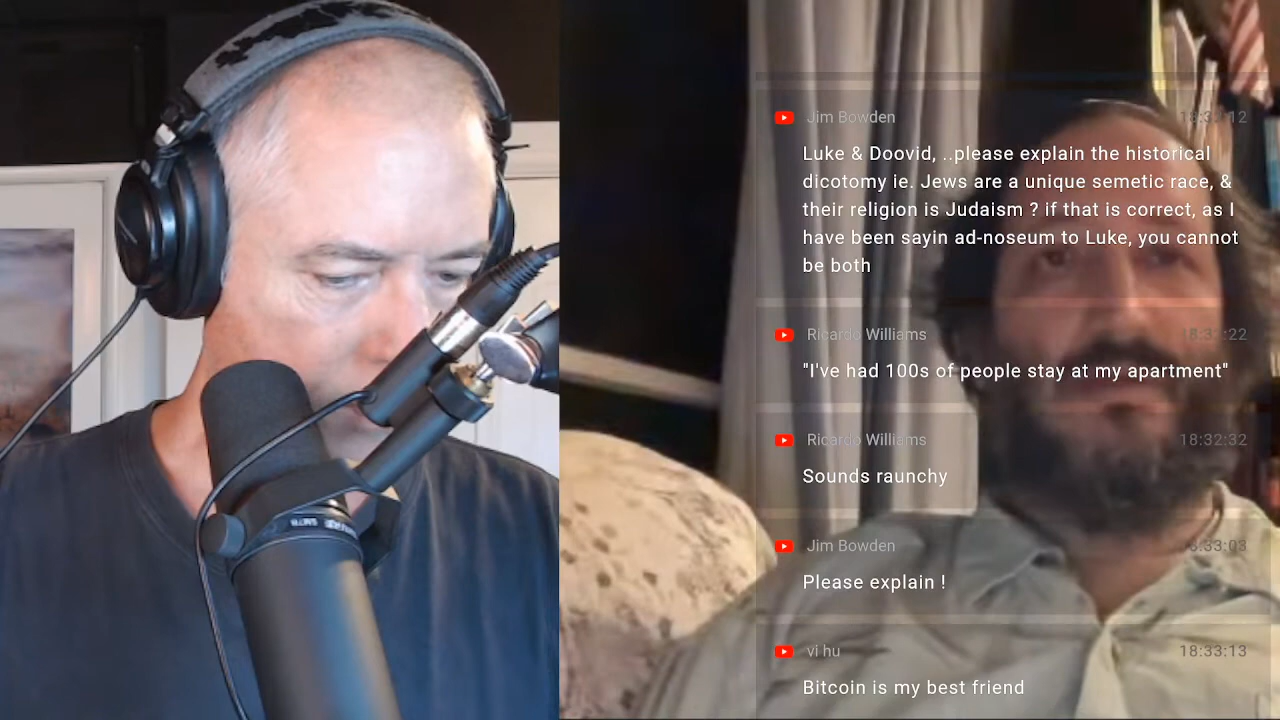 Jim Bowden
Luke & Doovid, ..please explain the historical
dicotomy ie. Jews are a unique semetic race, &
their religion is Judaism ? if that is correct, as I
have been sayin ad-noseum to Luke, you cannot
be both
Ricardo Williams
"I've had 100s of people stay at my apartment"
Ricardo Williams 18:32:32
Sounds raunchy
Jim Bowden 18:33:03
Please explain !
vi hu 18:33:13
Bitcoin is my best friend